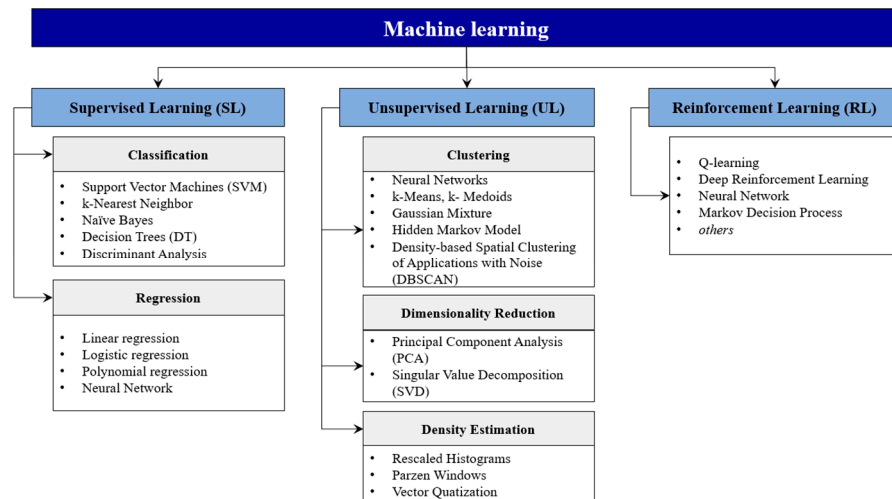 Machine learning
Supervised Learning (SL)
Classification
• Support Vector Machines (SVM)
• k-Nearest Neighbor
• Naïve Bayes
• Decision Trees (DT)
• Discriminant Analysis
Regression
• Linear regression
• Logistic regression
• Polynomial regression
• Neural Network
Unsupervised Learning (UL)
Clustering
• Neural Networks
• k-Means, k- Medoids
• Gaussian Mixture
• Hidden Markov Model
• Density-based Spatial Clustering
of Applications with Noise
(DBSCAN)
Dimensionality Reduction
• Principal Component Analysis
(PCA)
• Singular Value Decomposition
(SVD)
Density Estimation
• Rescaled Histograms
• Parzen Windows
• Vector Quatization
Reinforcement Learning (RL)
• Q-learning
• Deep Reinforcement Learning
• Neural Network
• Markov Decision Process
• others